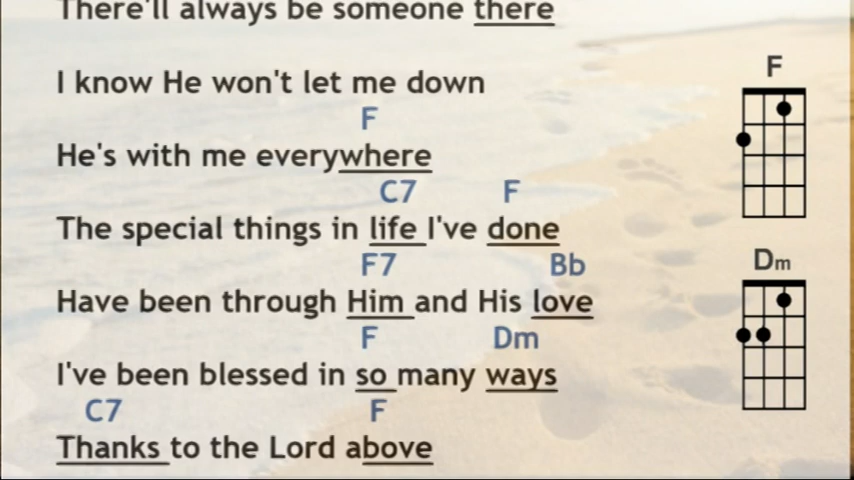 There'll always be someone there
I know He won't let me down
F
He's with me everywhere
C7 F
The special things in life I've done
F7 Bb
Have been through Him and His love
F Dm
I've been blessed in so many ways
C7 F
Thanks to the Lord above
F
Dm